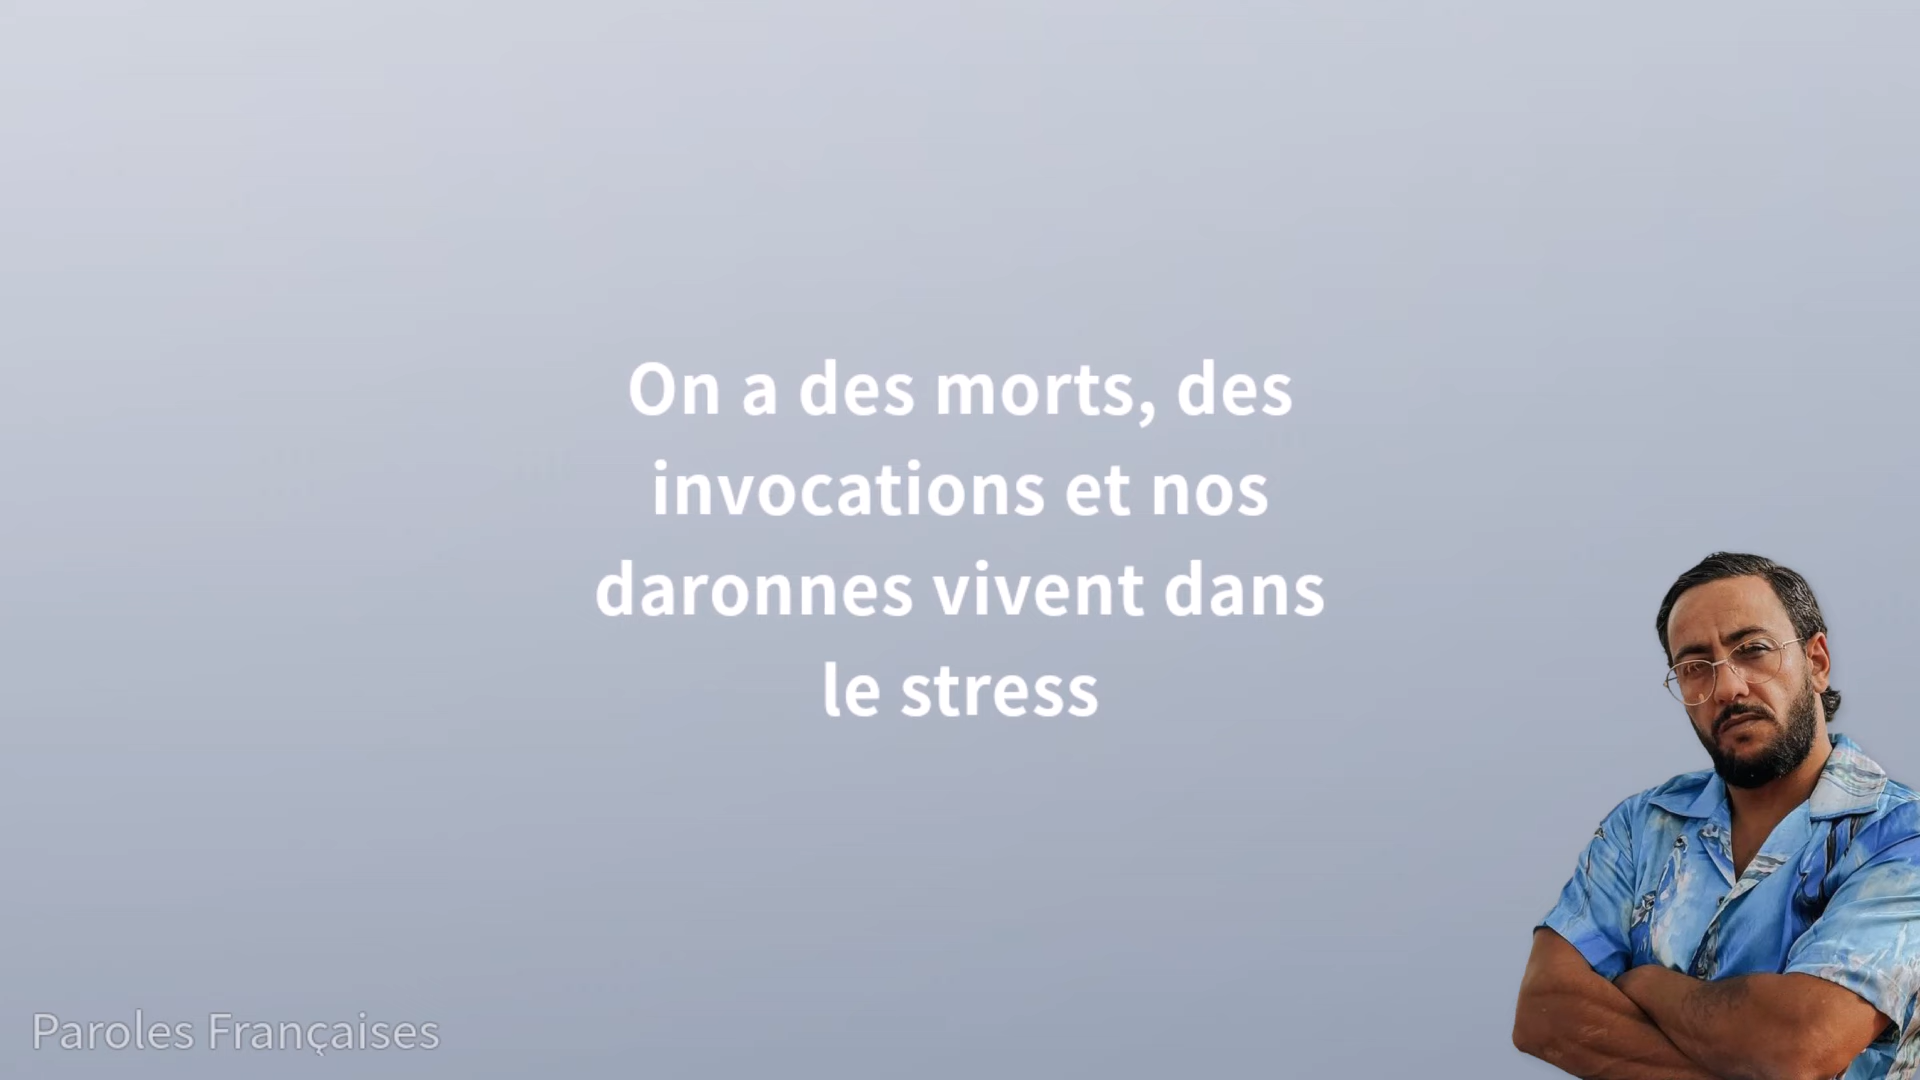 On a des morts, des
invocations et nos
daronnes vivent dans
le stress
Paroles Françaises